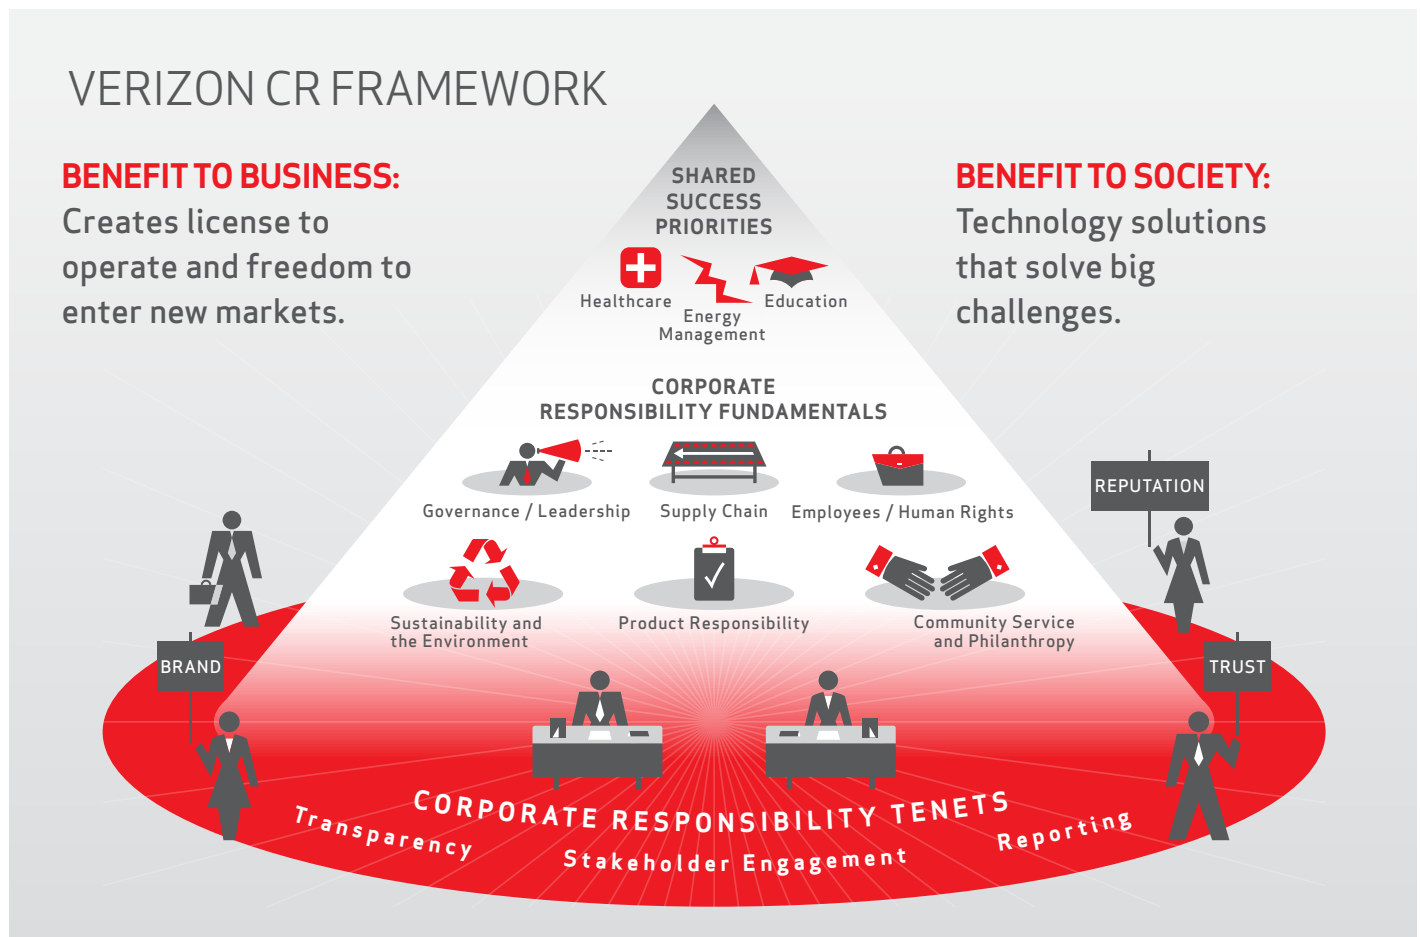 VERIZON CR FRAMEWORK
BENEFIT TO BUSINESS:
Creates license to
operate and freedom to
enter new markets.
BENEFIT TO SOCIETY:
Technology solutions
that solve big
challenges.
SHARED
SUCCESS
PRIORITIES
Healthcare
Energy
Management
Education
CORPORATE
RESPONSIBILITY FUNDAMENTALS
Governance / Leadership
Supply Chain
Employees / Human Rights
Sustainability and
the Environment
Product Responsibility
Community Service
and Philanthropy
REPUTATION
BRAND
TRUST
CORPORATE RESPONSIBILITY TENETS
Transparency
Stakeholder Engagement
Reporting